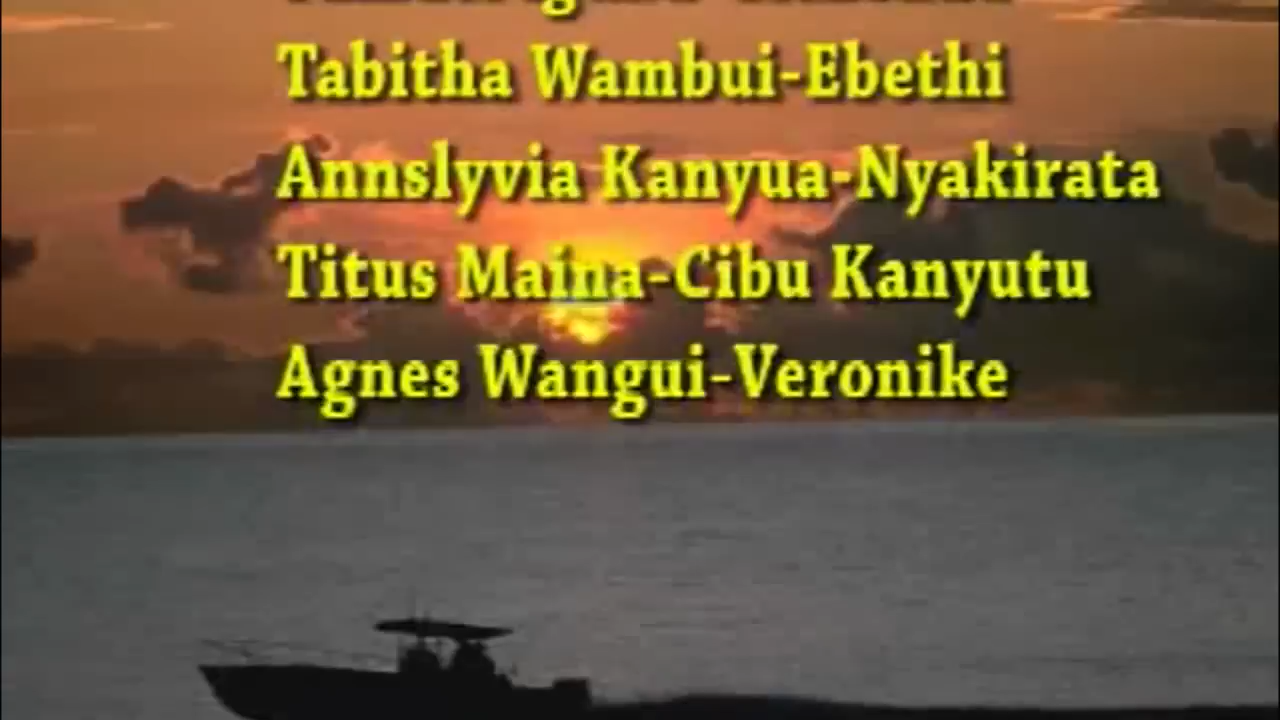 Tabitha Wambui-Ebethi
Annslyvia Kanyua-Nyakirata
Titus Maina-Cibu Kanyutu
Agnes Wangui-Veronike